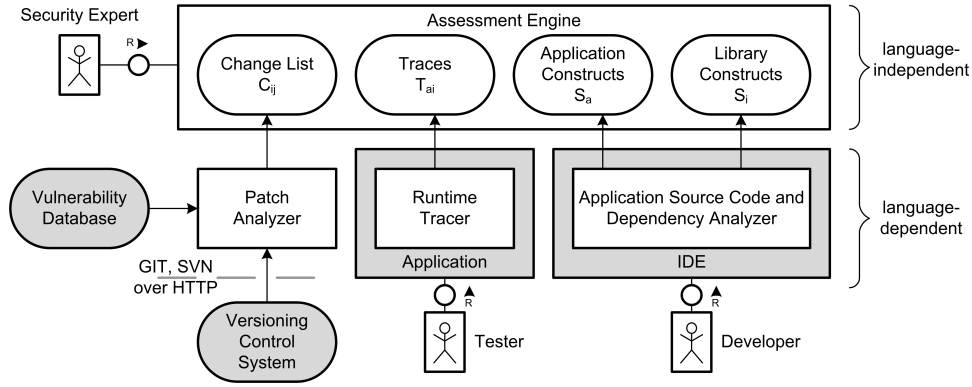 Security Expert
R
Assessment Engine
Change List
Cij
Traces
Tai
Application
Constructs
Sa
Library
Constructs
Si
language-
independent
Vulnerability
Database
Patch
Analyzer
Runtime
Tracer
Application
Application Source Code and
Dependency Analyzer
IDE
language-
dependent
GIT, SVN
over HTTP
Versioning
Control
System
R
Tester
R
Developer